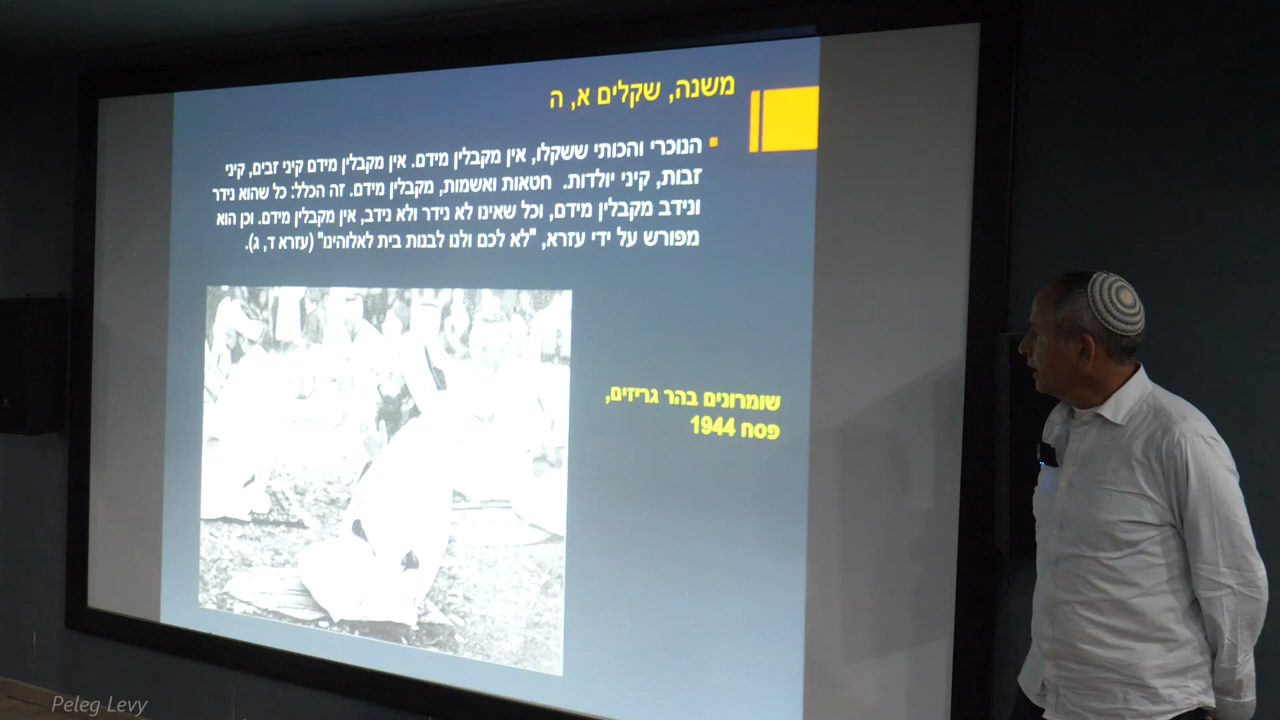 משנה, שקלים א, ה
הנוכרי והכותי ששקלו, אין מקבלין מידם. אין מקבלין מידם קיני זבים, קיני
זבות, קיני יולדות. חטאות ואשמות, מקבלין מידם. זה הכלל: כל שהוא נידר
ונידב מקבלין מידם, וכל שאינו לא נידר ולא נידב, אין מקבלין מידם. וכן הוא
מפורש על ידי עזרא, "לא לכם ולנו לבנות בית לאלוהינו" (עזרא ד, ג).
שומרונים בהר גריזים,
פסח 1944
Peleg Levy